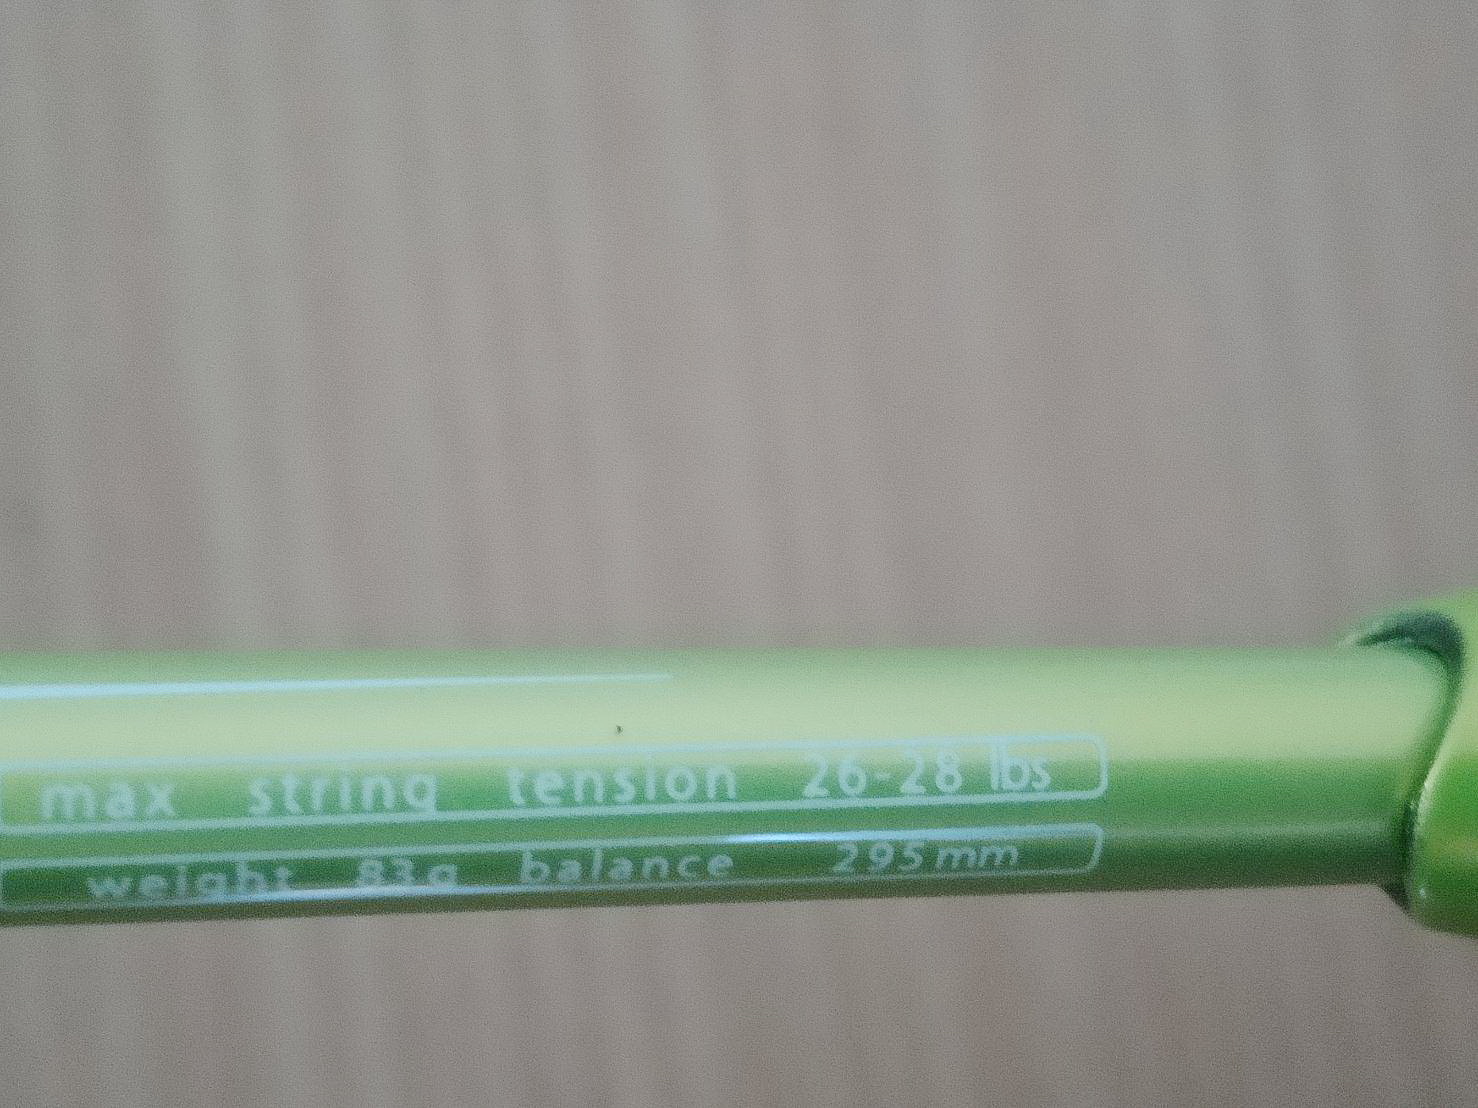 max string tension 26-28 lbs
weight 83g balance 295mm